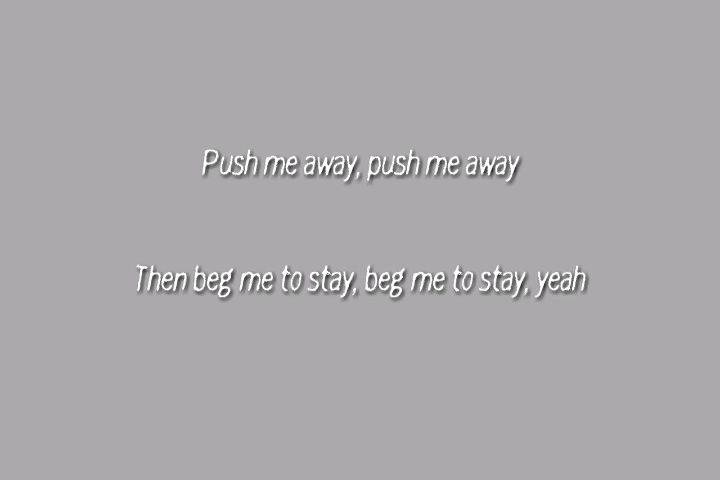 Push me away, push me away
Then beg me to stay, beg me to stay, yeah